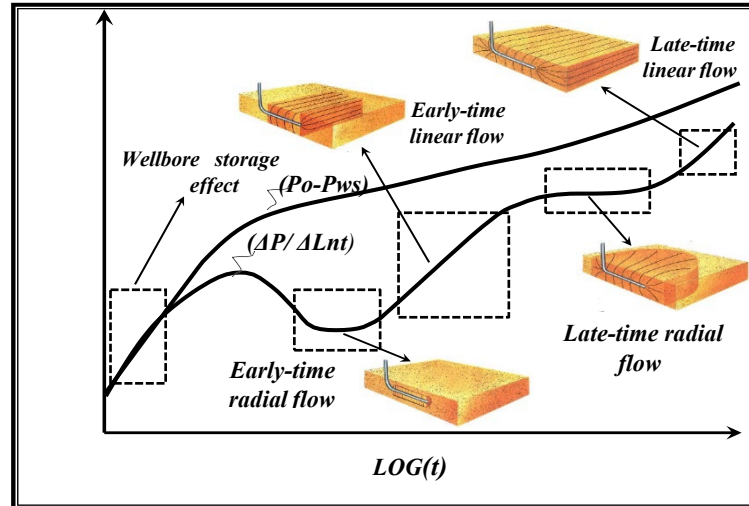 Late-time
linear flow
Early-time
linear flow
Wellbore storage
effect
(Po-Pws)
(ΔP/ ΔLnt)
Early-time
radial flow
Late-time radial
flow
LOG(t)